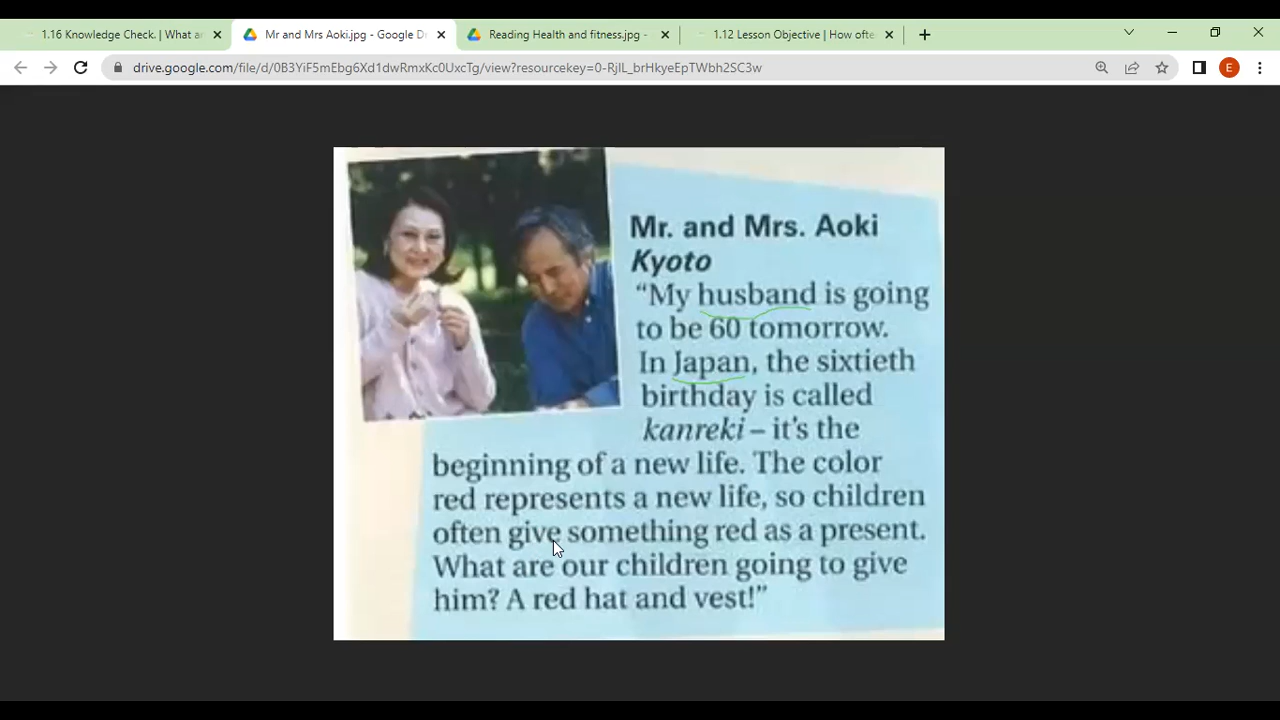 1.16 Knowledge Check. | What a
Mr and Mrs Aoki.jpg - Google D
Reading Health and fitness.jpg -
1.12 Lesson Objective | How ofte
drive.google.com/file/d/0B3YiF5mEbg6Xd1dwRmxKc0UxcTg/view?resourcekey=0-RjIL_brHkyeEpTWbh2SC3w
E
Mr. and Mrs. Aoki
Kyoto
“My husband is going
to be 60 tomorrow.
In Japan, the sixtieth
birthday is called
kanreki – it’s the
beginning of a new life. The color
red represents a new life, so children
often give something red as a present.
What are our children going to give
him? A red hat and vest!”